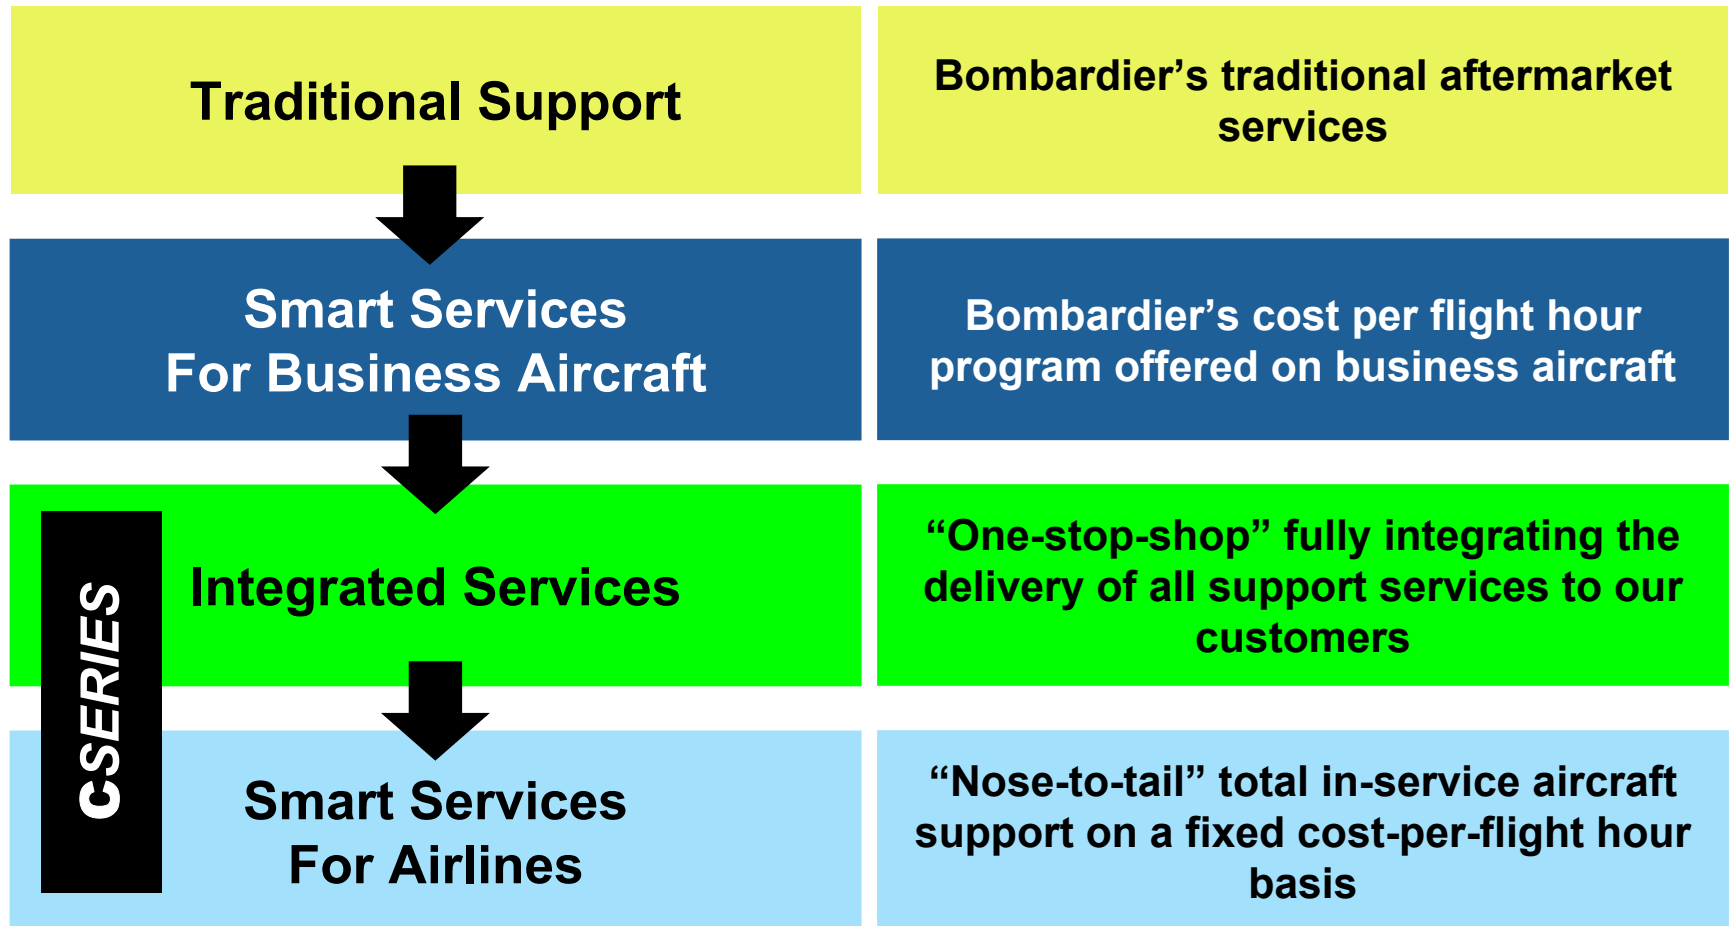 Traditional Support
Bombardier’s traditional aftermarket
services
Smart Services
For Business Aircraft
Bombardier’s cost per flight hour
program offered on business aircraft
cSERIES
Integrated Services
“One-stop-shop” fully integrating the
delivery of all support services to our
customers
Smart Services
For Airlines
“Nose-to-tail” total in-service aircraft
support on a fixed cost-per-flight hour
basis